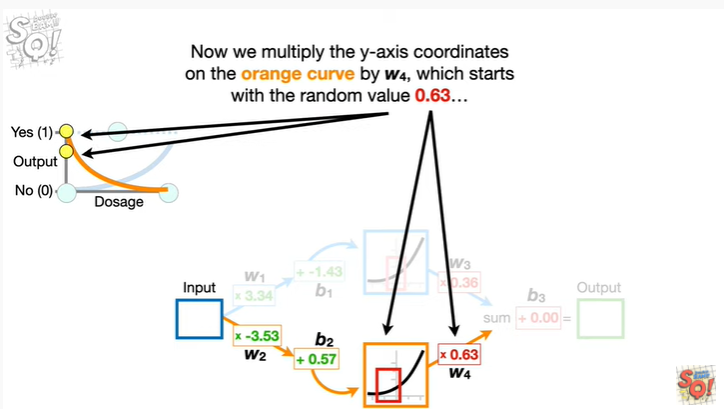 Now we multiply the y-axis coordinates
on the orange curve by w4, which starts
with the random value 0.63...
Yes (1)
Output
No (0)
Dosage
w1
x 3.34
+ -1.43
b1
w3
x 0.36
Input
b3
Output
sum + 0.00 =
x -3.53
w2
b2
+ 0.57
x 0.63
w4
SQ!
SQ!